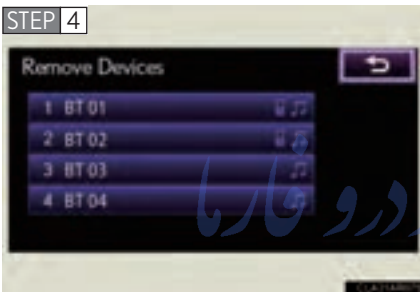 STEP 4
Remove Devices
1 BT 01
2 BT 02
3 BT 03
4 BT 04